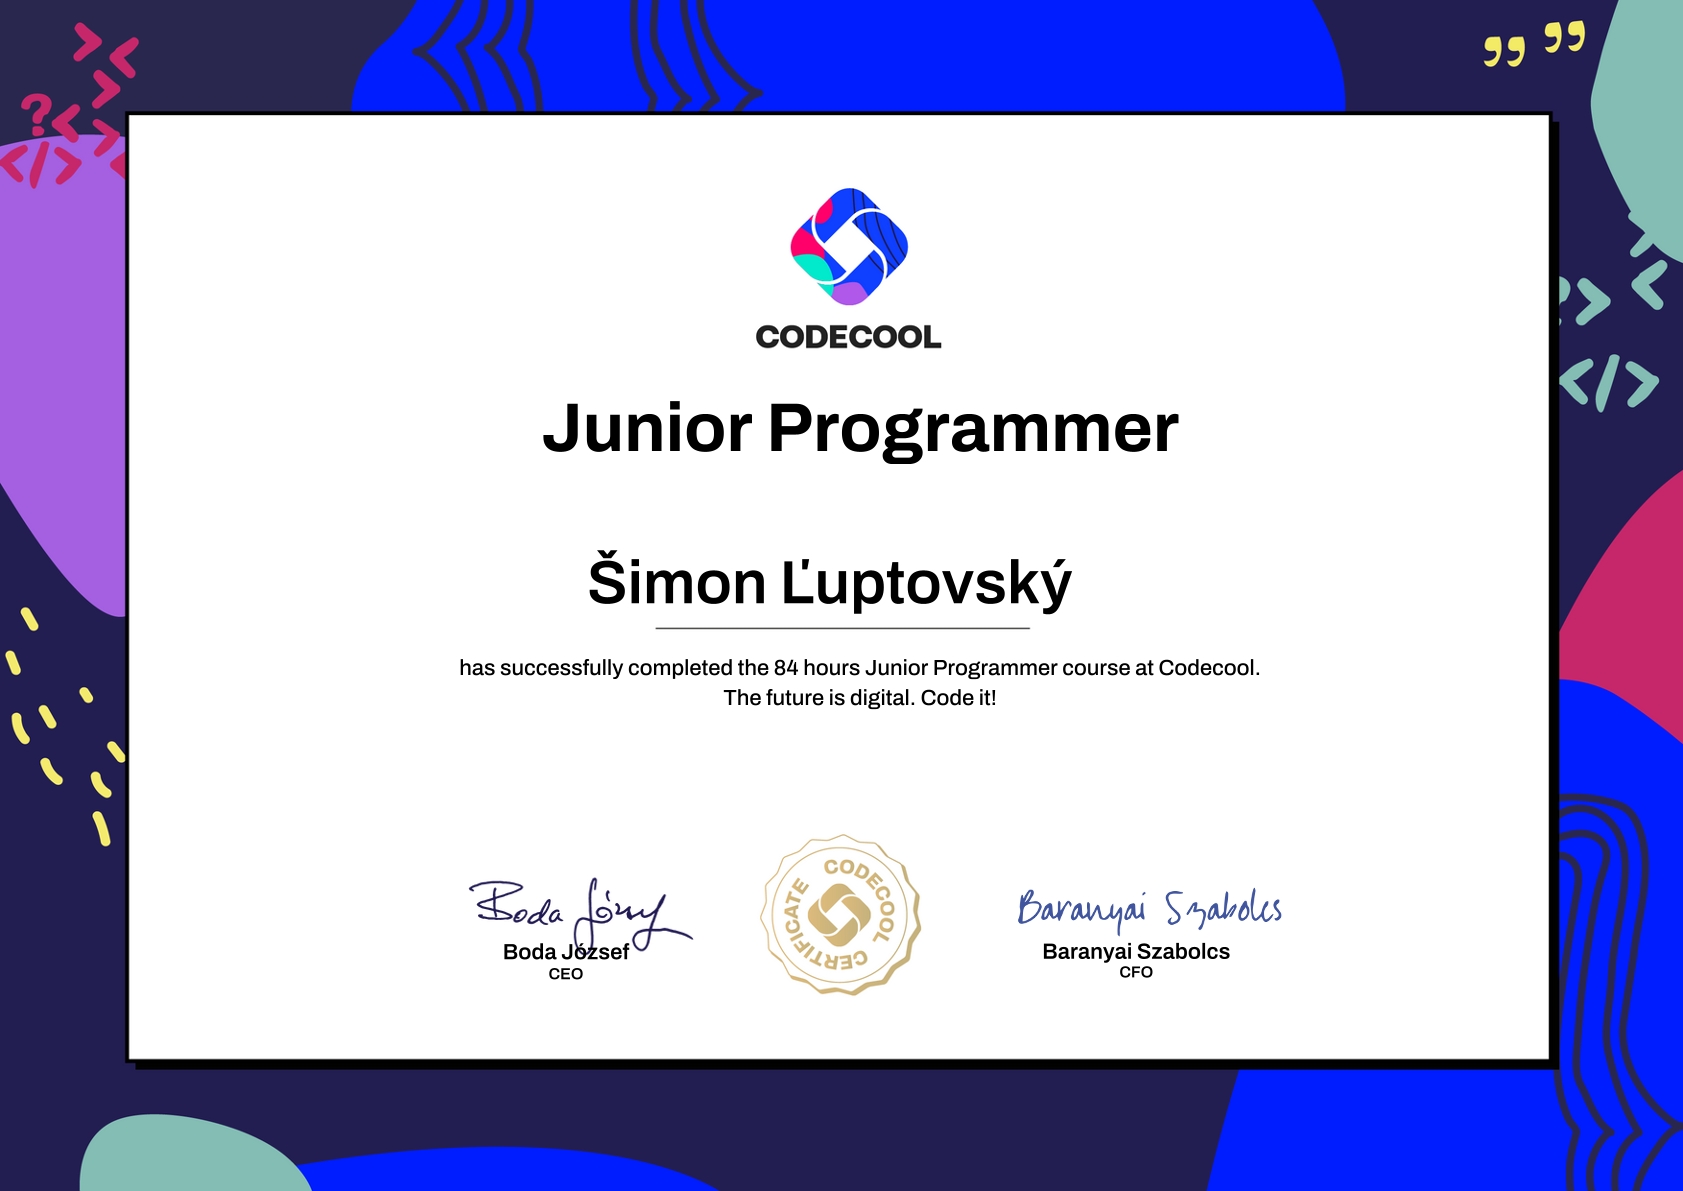 CODECOOL
Junior Programmer
Šimon Ľuptovský
has successfully completed the 84 hours Junior Programmer course at Codecool.
The future is digital. Code it!
Boda József
Boda József
CEO
CODECOOL CERTIFICATE
Baranyai Szabolcs
Baranyai Szabolcs
CFO